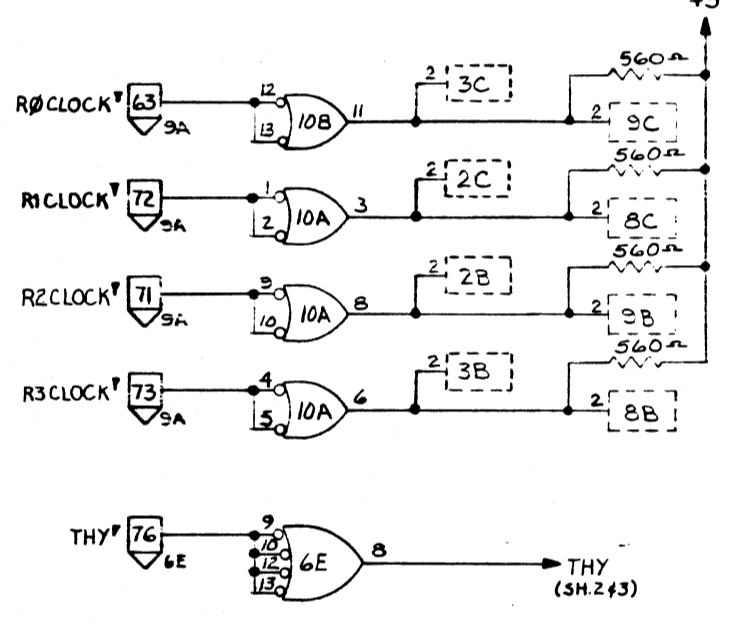 +5
560Ω
R0CLOCK▼ 63 12 13 10B 11 2 3C 2 9C
9A
560Ω
R1CLOCK▼ 72 1 2 10A 3 2 2C 2 8C
9A
560Ω
R2CLOCK▼ 71 9 10 10A 8 2 2B 2 9B
9A
560Ω
R3CLOCK▼ 73 4 5 10A 6 2 3B 2 8B
9A
THY▼ 76 9 10 12 13 6E 8 THY
6E
(SH.2&3)